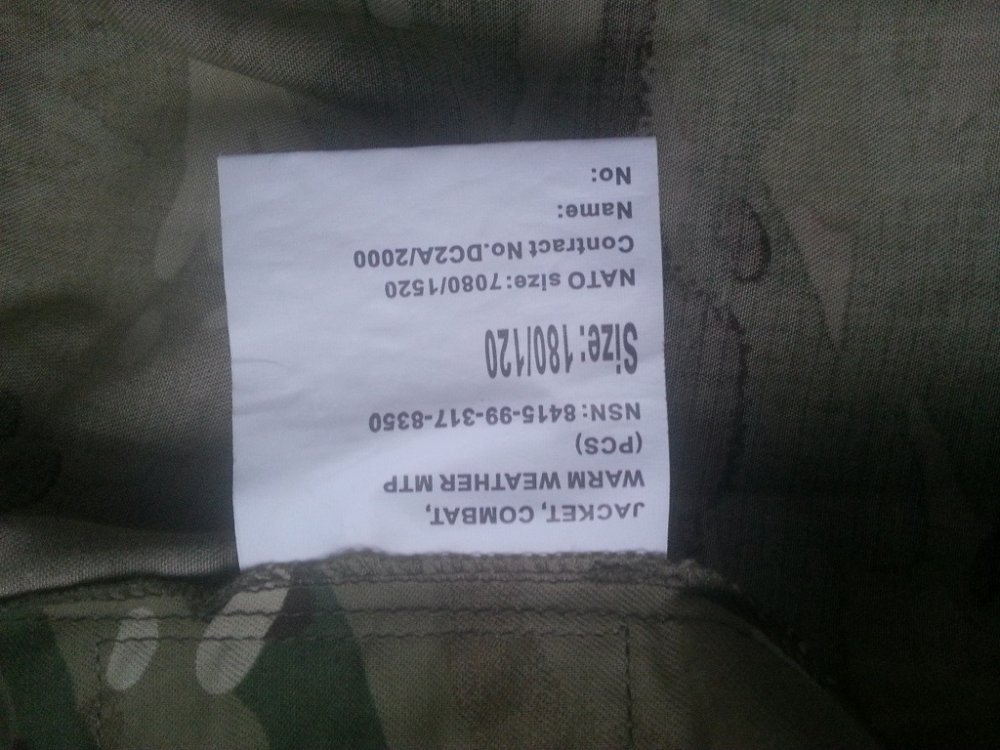 JACKET, COMBAT,
WARM WEATHER MTP
(PCS)
NSN: 8415-99-317-8350
Size: 180/120
NATO size: 7080/1520
Contract No.DC2A/2000
Name:
No: